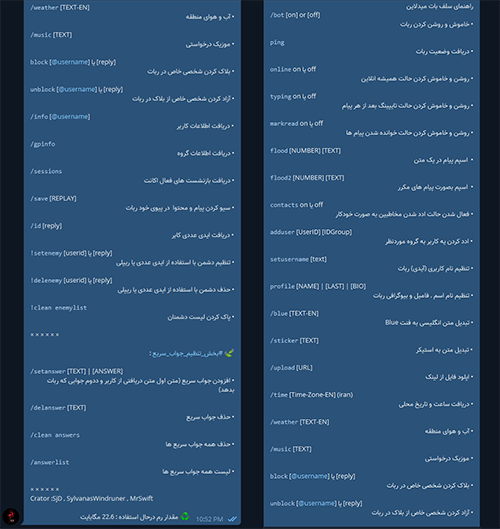 /weather [TEXT-EN]
• آب و هوای منطقه
/music [TEXT]
• موزیک درخواستی
block [@username] یا [reply]
• بلاک کردن شخصی خاص در ربات
unblock [@username] یا [reply]
• آزاد کردن شخصی خاص از بلاک در ربات
/info [@username]
• دریافت اطلاعات کاربر
/gpinfo
• دریافت اطلاعات گروه
/sessions
• دریافت بازنشست های فعال اکانت
/save [REPLAY]
• سیو کردن پیام و محتوا در پیوی خود ربات
/id [reply]
• دریافت ایدی عددی کابر
!setenemy [userid] یا [reply]
• تنظیم دشمن با استفاده از ایدی عددی یا ریپلی
!delenemy [userid] یا [reply]
• حذف دشمن با استفاده از ایدی عددی یا ریپلی
!clean enemylist
• پاک کردن لیست دشمنان
× × × × × ×
#بخش_تنظیم_جواب_سریع :
/setanswer [TEXT] | [ANSWER]
• افزودن جواب سریع (متن اول متن دریافتی از کاربر و ددوم جوابی که ربات
بدهد)
/delanswer [TEXT]
• حذف جواب سریع
/clean answers
• حذف همه جواب سریع ها
/answerlist
• لیست همه جواب سریع ها
× × × × × ×
Crator :SjD , SylvanasWindruner , MrSwift
♻ مقدار رم درحال استفاده : 22.6 مگابایت
10:52 PM
راهنمای سلف بات میدلاین
/bot [on] or [off]
• خاموش و روشن کردن ربات
ping
• دریافت وضعیت ربات
online on یا off
• روشن و خاموش کردن حالت همیشه انلاین
typing on یا off
• روشن و خاموش کردن حالت تایپینگ بعد از هر پیام
markread on یا off
• روشن و خاموش کردن حالت خوانده شدن پیام ها
flood [NUMBER] [TEXT]
• اسپم پیام در یک متن
flood2 [NUMBER] [TEXT]
• اسپم بصورت پیام های مکرر
contacts on یا off
• فعال شدن حالت ادد شدن مخاطبین به صورت خودکار
adduser [UserID] [IDGroup]
• ادد کردن یه کاربر به گروه موردنظر
setusername [text]
• تنظیم نام کاربری (آیدی) ربات
profile [NAME] | [LAST] | [BIO]
• تنظیم نام اسم , فامیل و بیوگرافی ربات
/blue [TEXT-EN]
• تبدیل متن انگلیسی به فنت Blue
/sticker [TEXT]
• تبدیل متن به استیکر
/upload [URL]
• اپلود فایل از لینک
/time [Time-Zone-EN] (iran)
• دریافت ساعت و تاریخ محلی
/weather [TEXT-EN]
• آب و هوای منطقه
/music [TEXT]
• موزیک درخواستی
block [@username] یا [reply]
• بلاک کردن شخصی خاص در ربات
unblock [@username] یا [reply]
• آزاد کردن شخصی خاص از بلاک در ربات